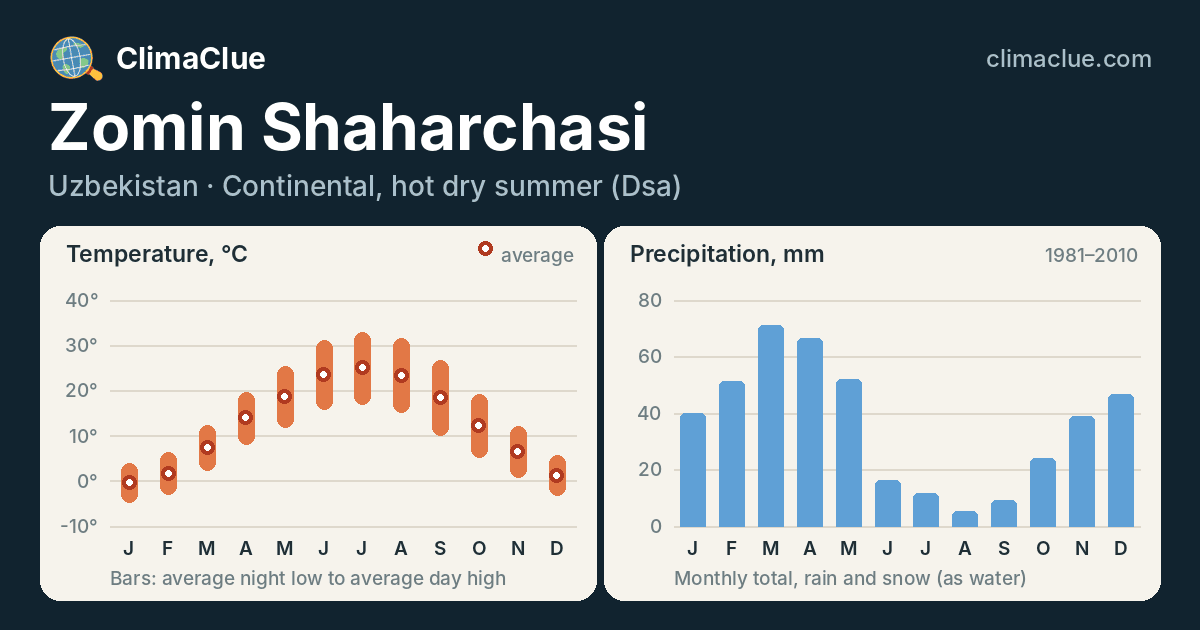 ClimaClue
climaclue.com
Zomin Shaharchasi
Uzbekistan · Continental, hot dry summer (Dsa)
Temperature, °C
average
40°
30°
20°
10°
0°
-10°
J F M A M J J A S O N D
Bars: average night low to average day high
Precipitation, mm
1981–2010
80
60
40
20
0
J F M A M J J A S O N D
Monthly total, rain and snow (as water)